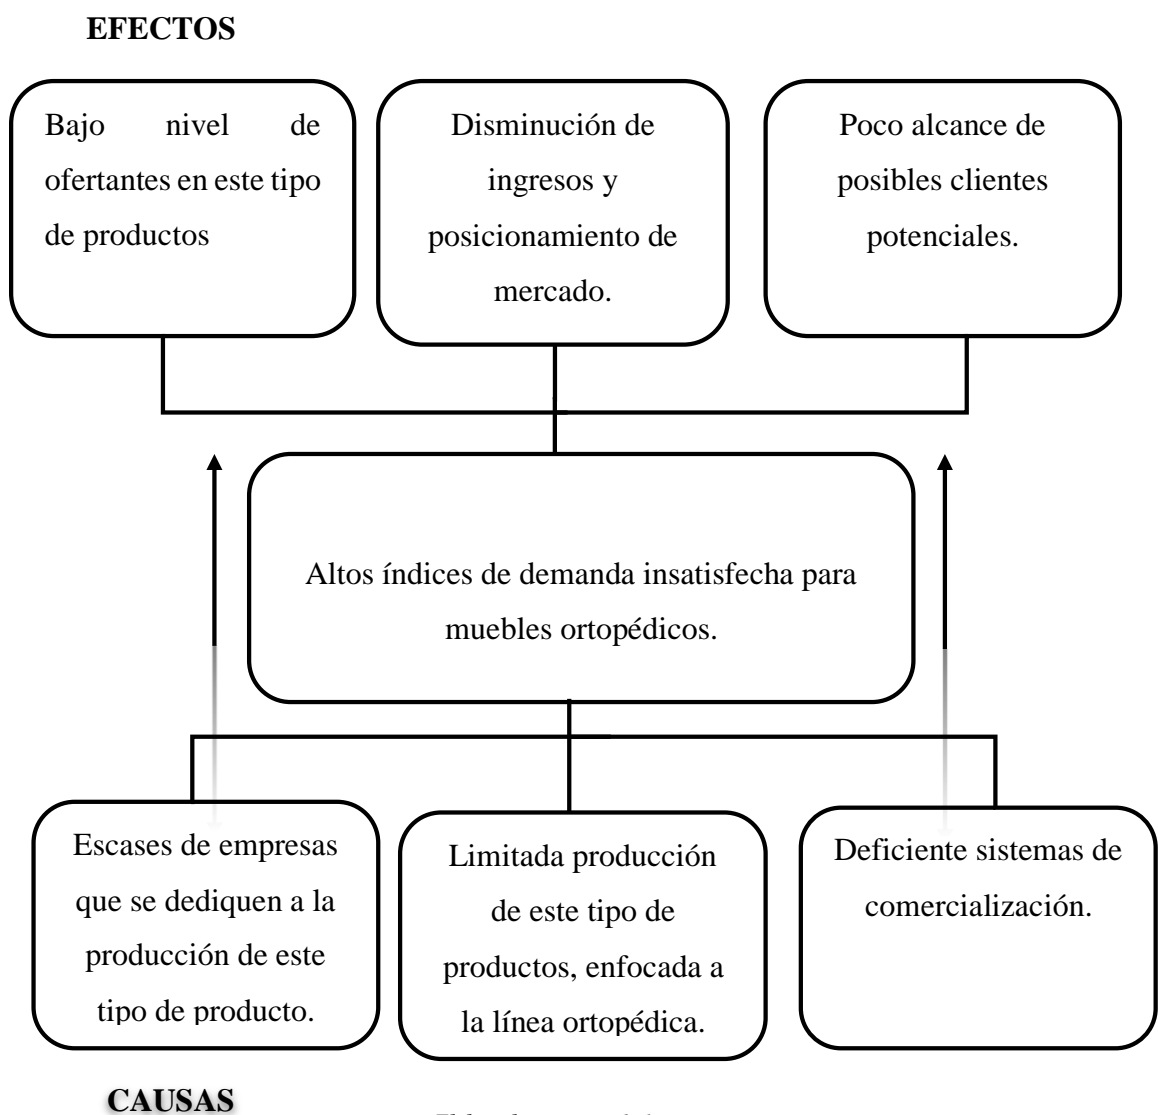 EFECTOS
Bajo nivel de
ofertantes en este tipo
de productos
Disminución de
ingresos y
posicionamiento de
mercado.
Poco alcance de
posibles clientes
potenciales.
Altos índices de demanda insatisfecha para
muebles ortopédicos.
Escases de empresas
que se dediquen a la
producción de este
tipo de producto.
Limitada producción
de este tipo de
productos, enfocada a
la línea ortopédica.
Deficiente sistemas de
comercialización.
CAUSAS